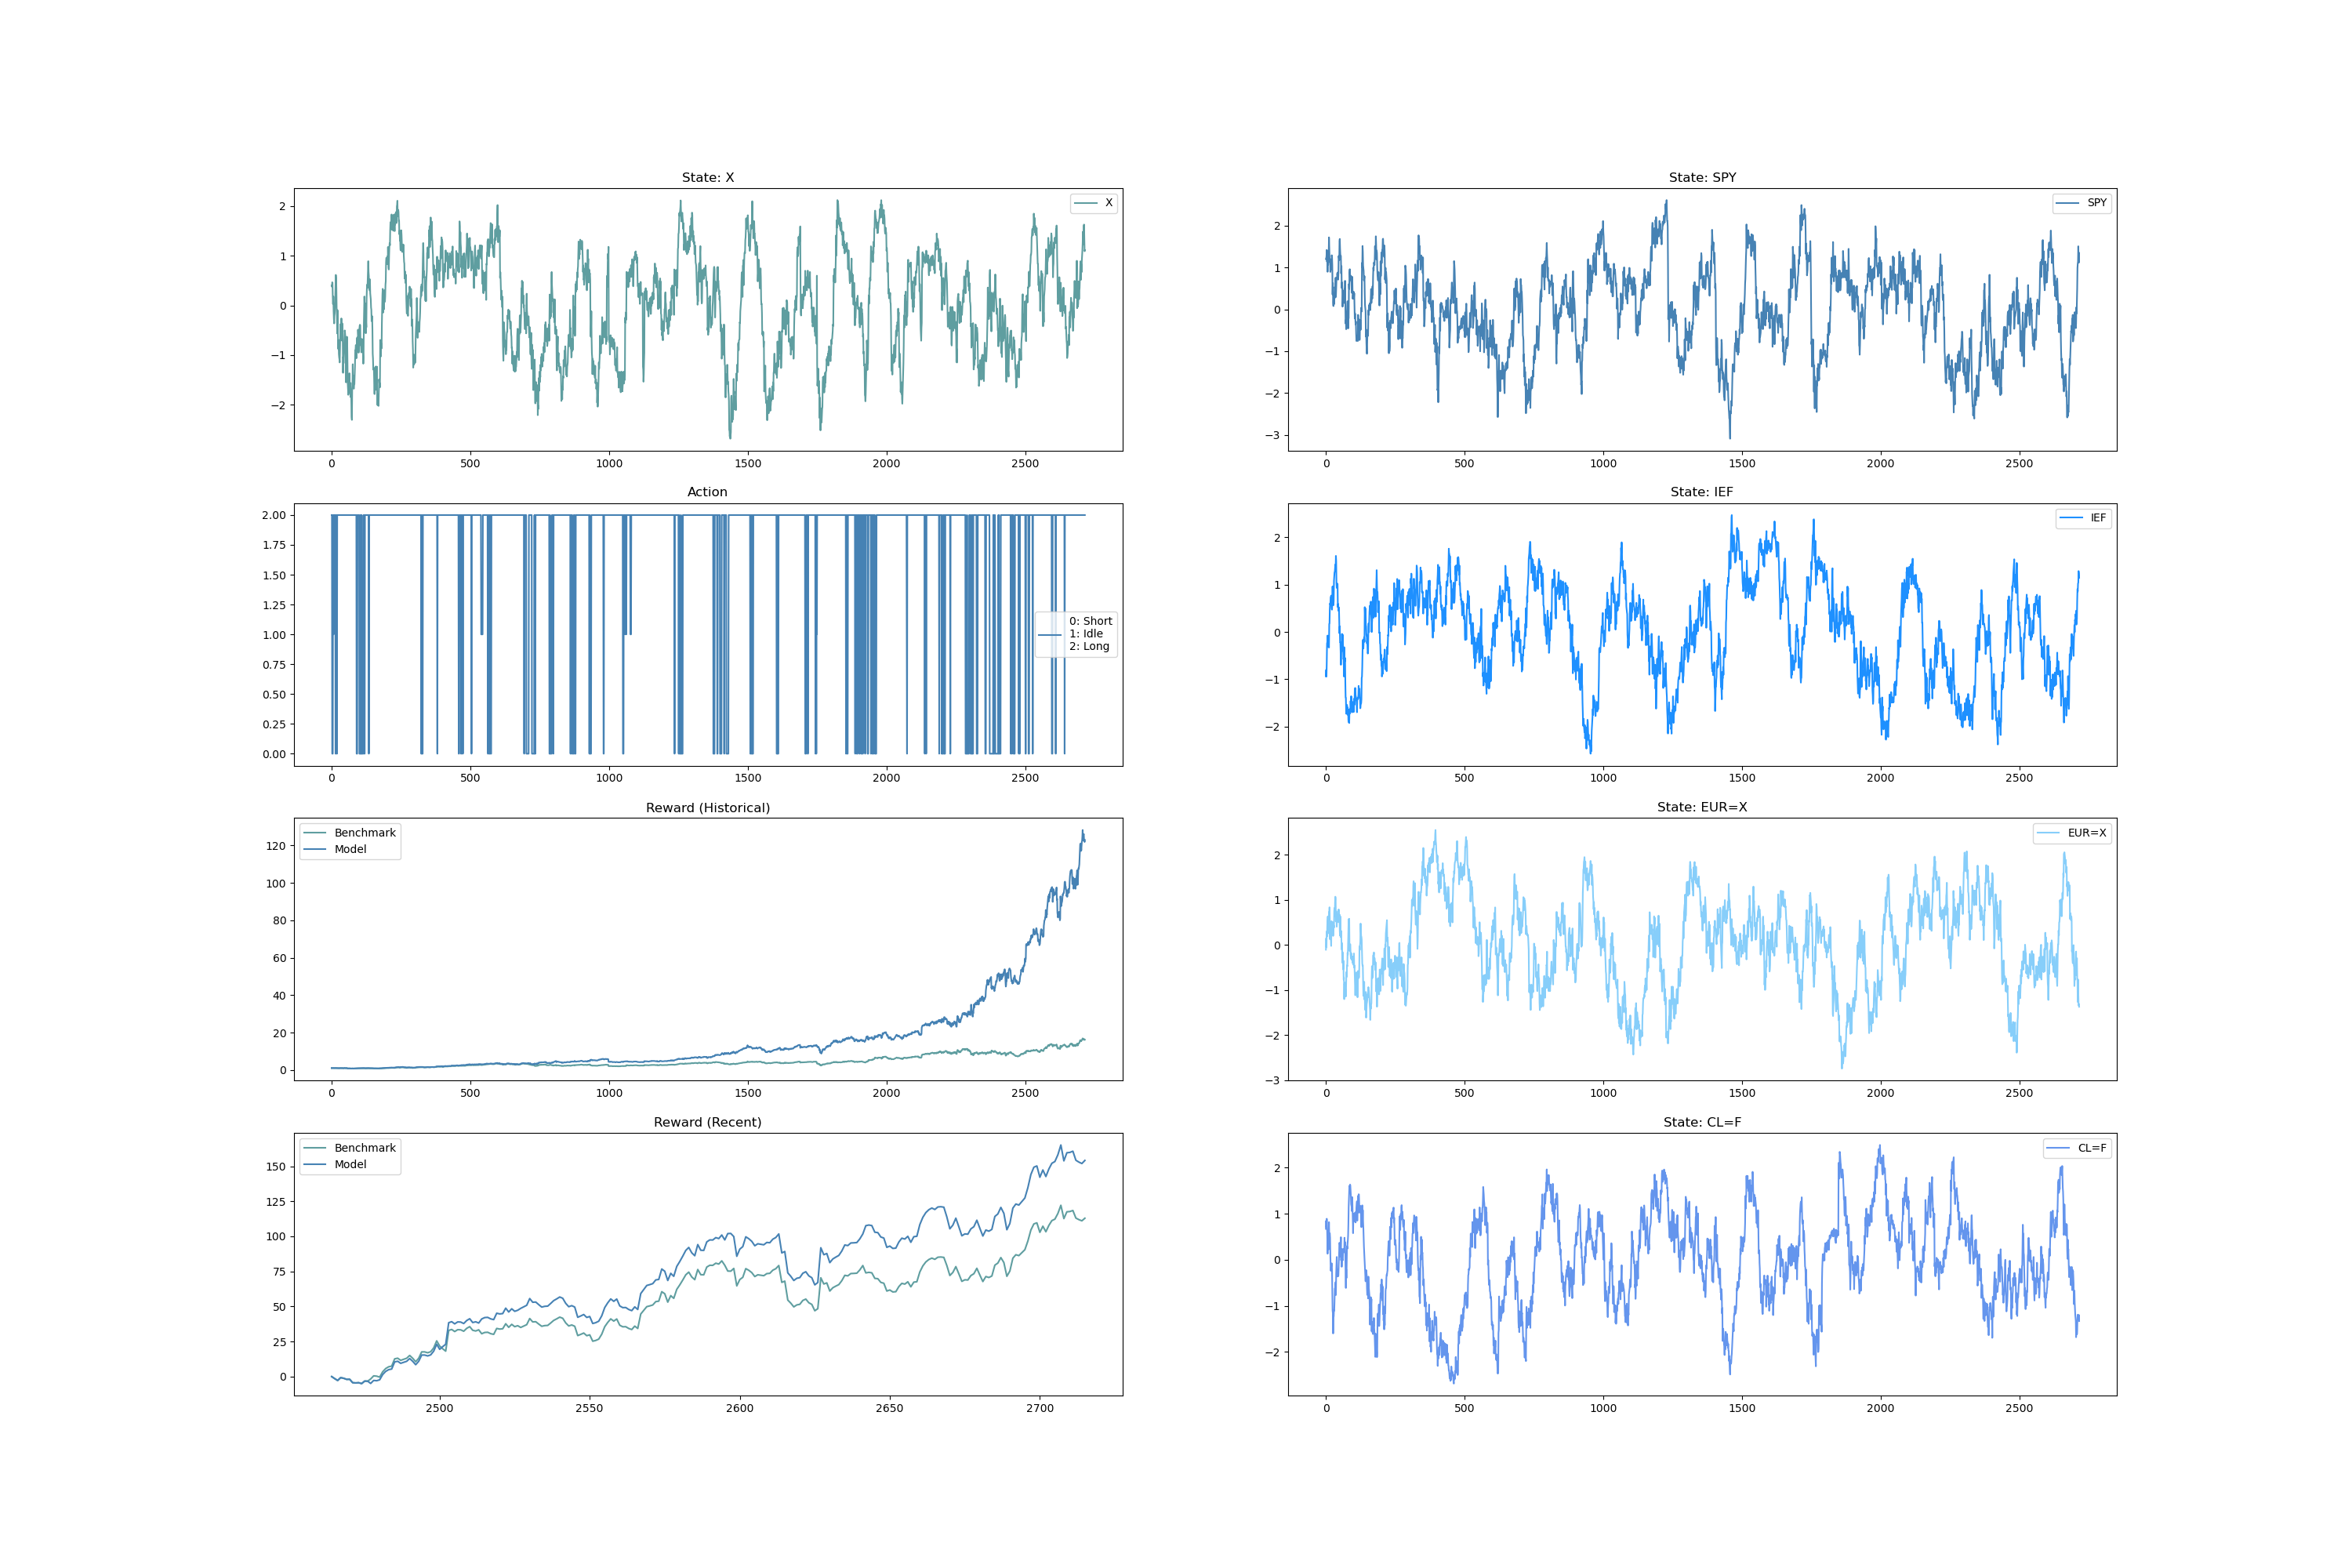 State: X
X
2
1
0
−1
−2
0 500 1000 1500 2000 2500
Action
2.00
1.75
1.50
1.25
1.00
0.75
0.50
0.25
0.00
0: Short
1: Idle
2: Long
0 500 1000 1500 2000 2500
Reward (Historical)
Benchmark
Model
120
100
80
60
40
20
0
0 500 1000 1500 2000 2500
Reward (Recent)
Benchmark
Model
150
125
100
75
50
25
0
2500 2550 2600 2650 2700
State: SPY
SPY
2
1
0
−1
−2
−3
0 500 1000 1500 2000 2500
State: IEF
IEF
2
1
0
−1
−2
0 500 1000 1500 2000 2500
State: EUR=X
EUR=X
2
1
0
−1
−2
−3
0 500 1000 1500 2000 2500
State: CL=F
CL=F
2
1
0
−1
−2
0 500 1000 1500 2000 2500